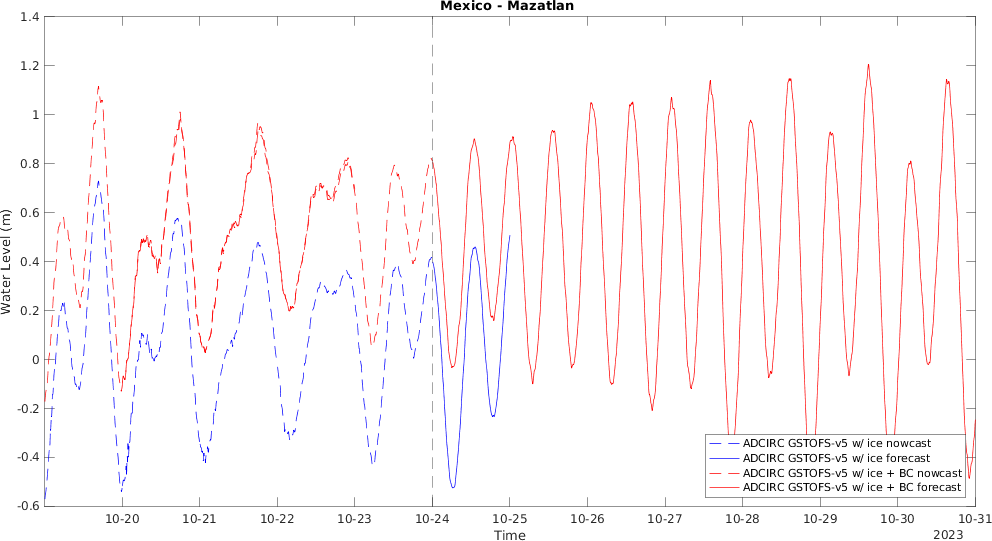 Mexico - Mazatlan
1.4
1.2
1
0.8
0.6
0.4
0.2
0
-0.2
-0.4
-0.6
Water Level (m)
ADCIRC GSTOFS-v5 w/ ice nowcast
ADCIRC GSTOFS-v5 w/ ice forecast
ADCIRC GSTOFS-v5 w/ ice + BC nowcast
ADCIRC GSTOFS-v5 w/ ice + BC forecast
10-20 10-21 10-22 10-23 10-24 10-25 10-26 10-27 10-28 10-29 10-30 10-31
Time
2023